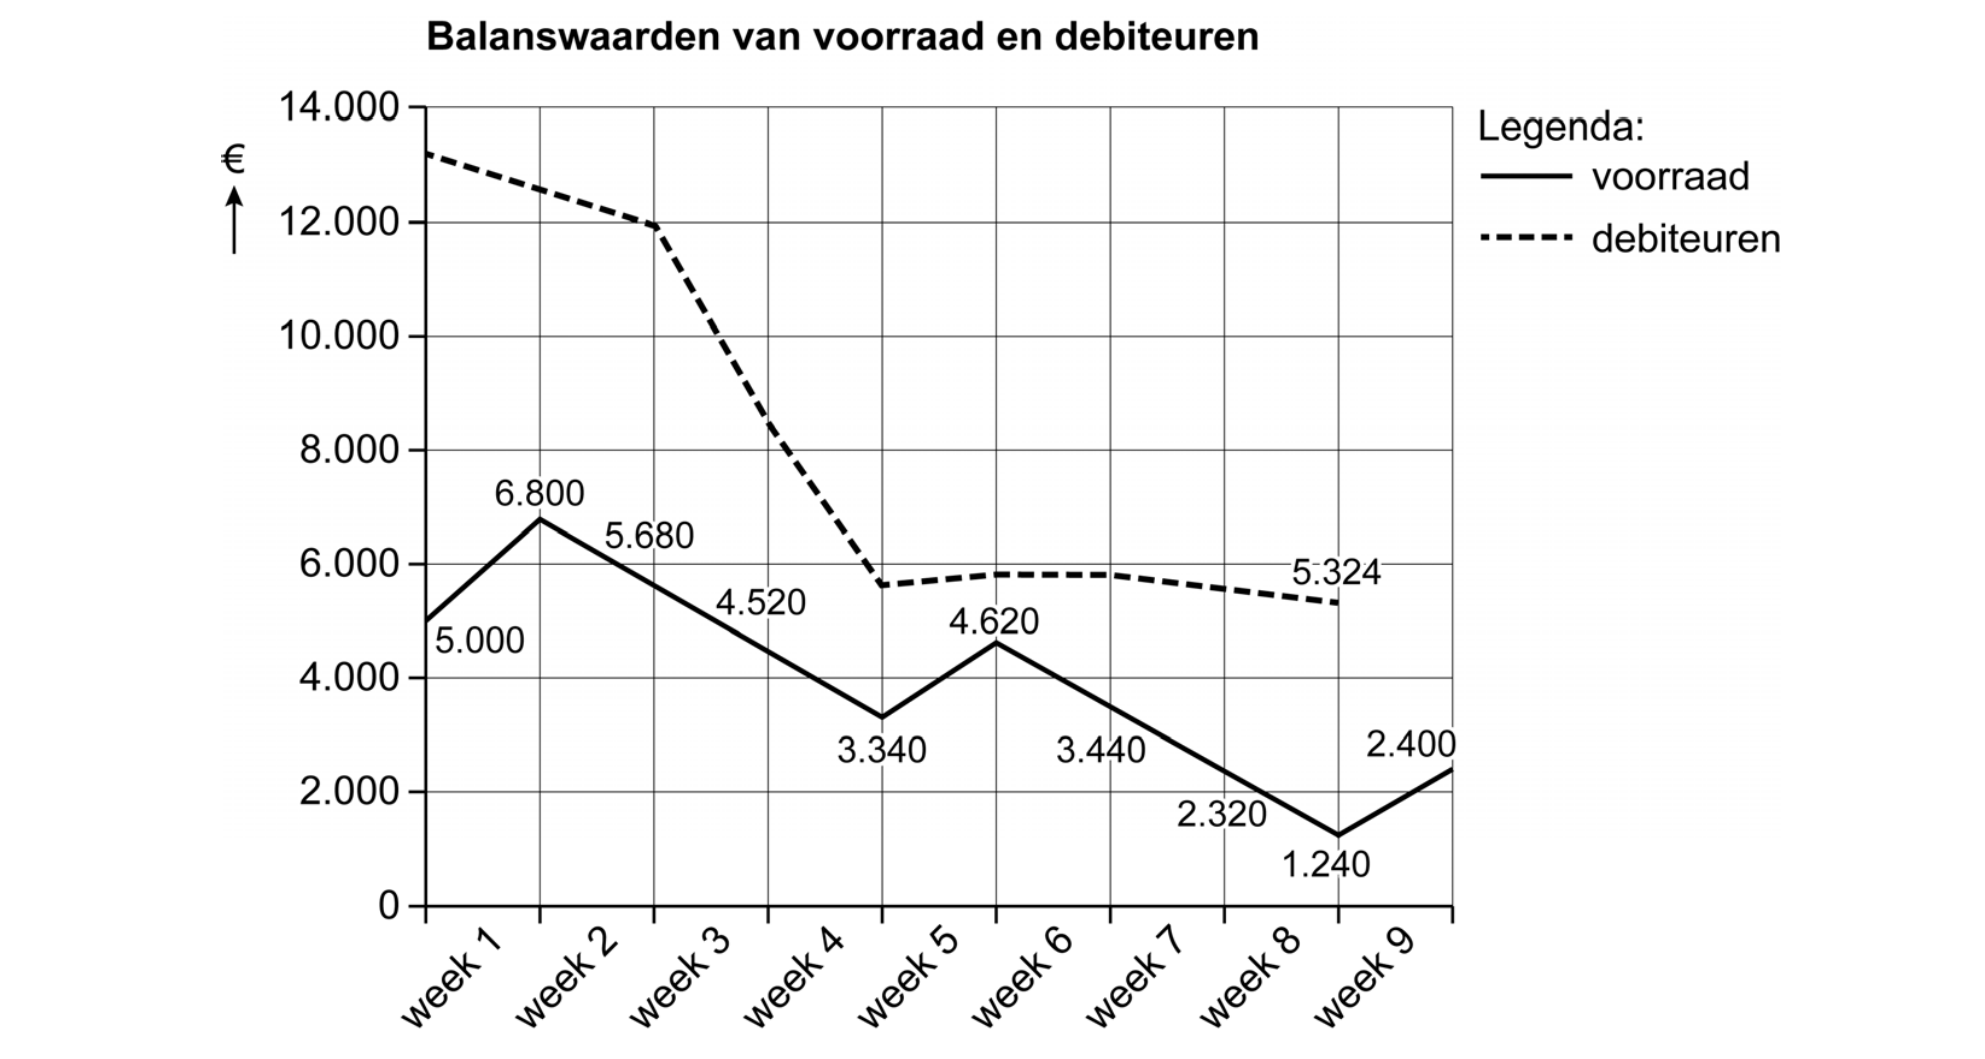 Balanswaarden van voorraad en debiteuren
€
14.000
12.000
10.000
8.000
6.000
4.000
2.000
0
5.000
6.800
5.680
4.520
3.340
4.620
3.440
2.320
1.240
2.400
5.324
week 1
week 2
week 3
week 4
week 5
week 6
week 7
week 8
week 9
Legenda:
voorraad
debiteuren